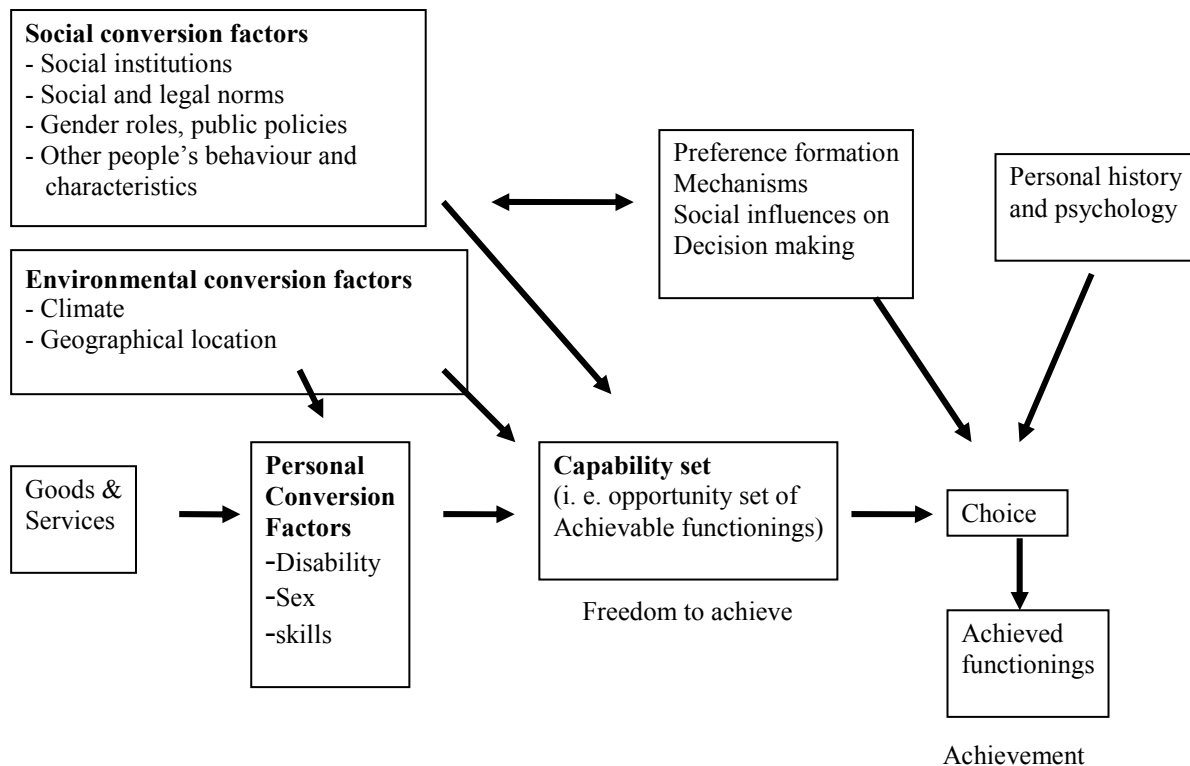 Social conversion factors
- Social institutions
- Social and legal norms
- Gender roles, public policies
- Other people’s behaviour and
characteristics
Preference formation
Mechanisms
Social influences on
Decision making
Personal history
and psychology
Environmental conversion factors
- Climate
- Geographical location
Goods &
Services
Personal
Conversion
Factors
-Disability
-Sex
-skills
Capability set
(i. e. opportunity set of
Achievable functionings)
Freedom to achieve
Choice
Achieved
functionings
Achievement